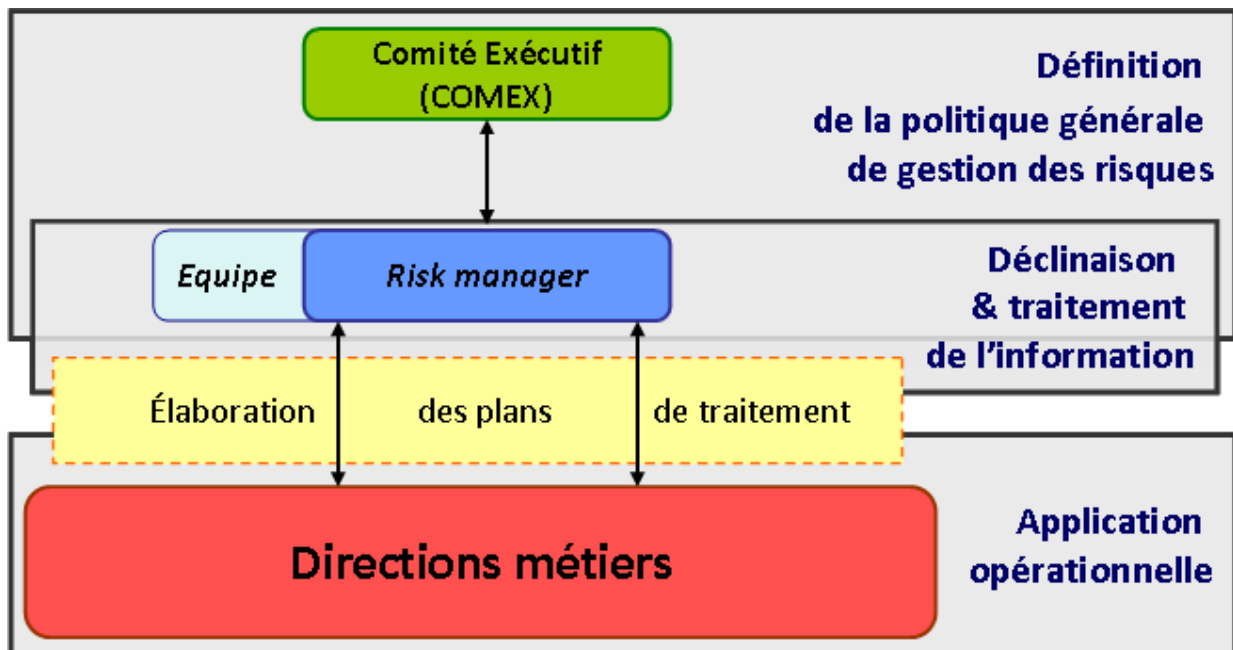 Comité Exécutif
(COMEX)
Définition
de la politique générale
de gestion des risques
Equipe
Risk manager
Déclinaison
& traitement
de l'information
Élaboration des plans de traitement
Directions métiers
Application
opérationnelle